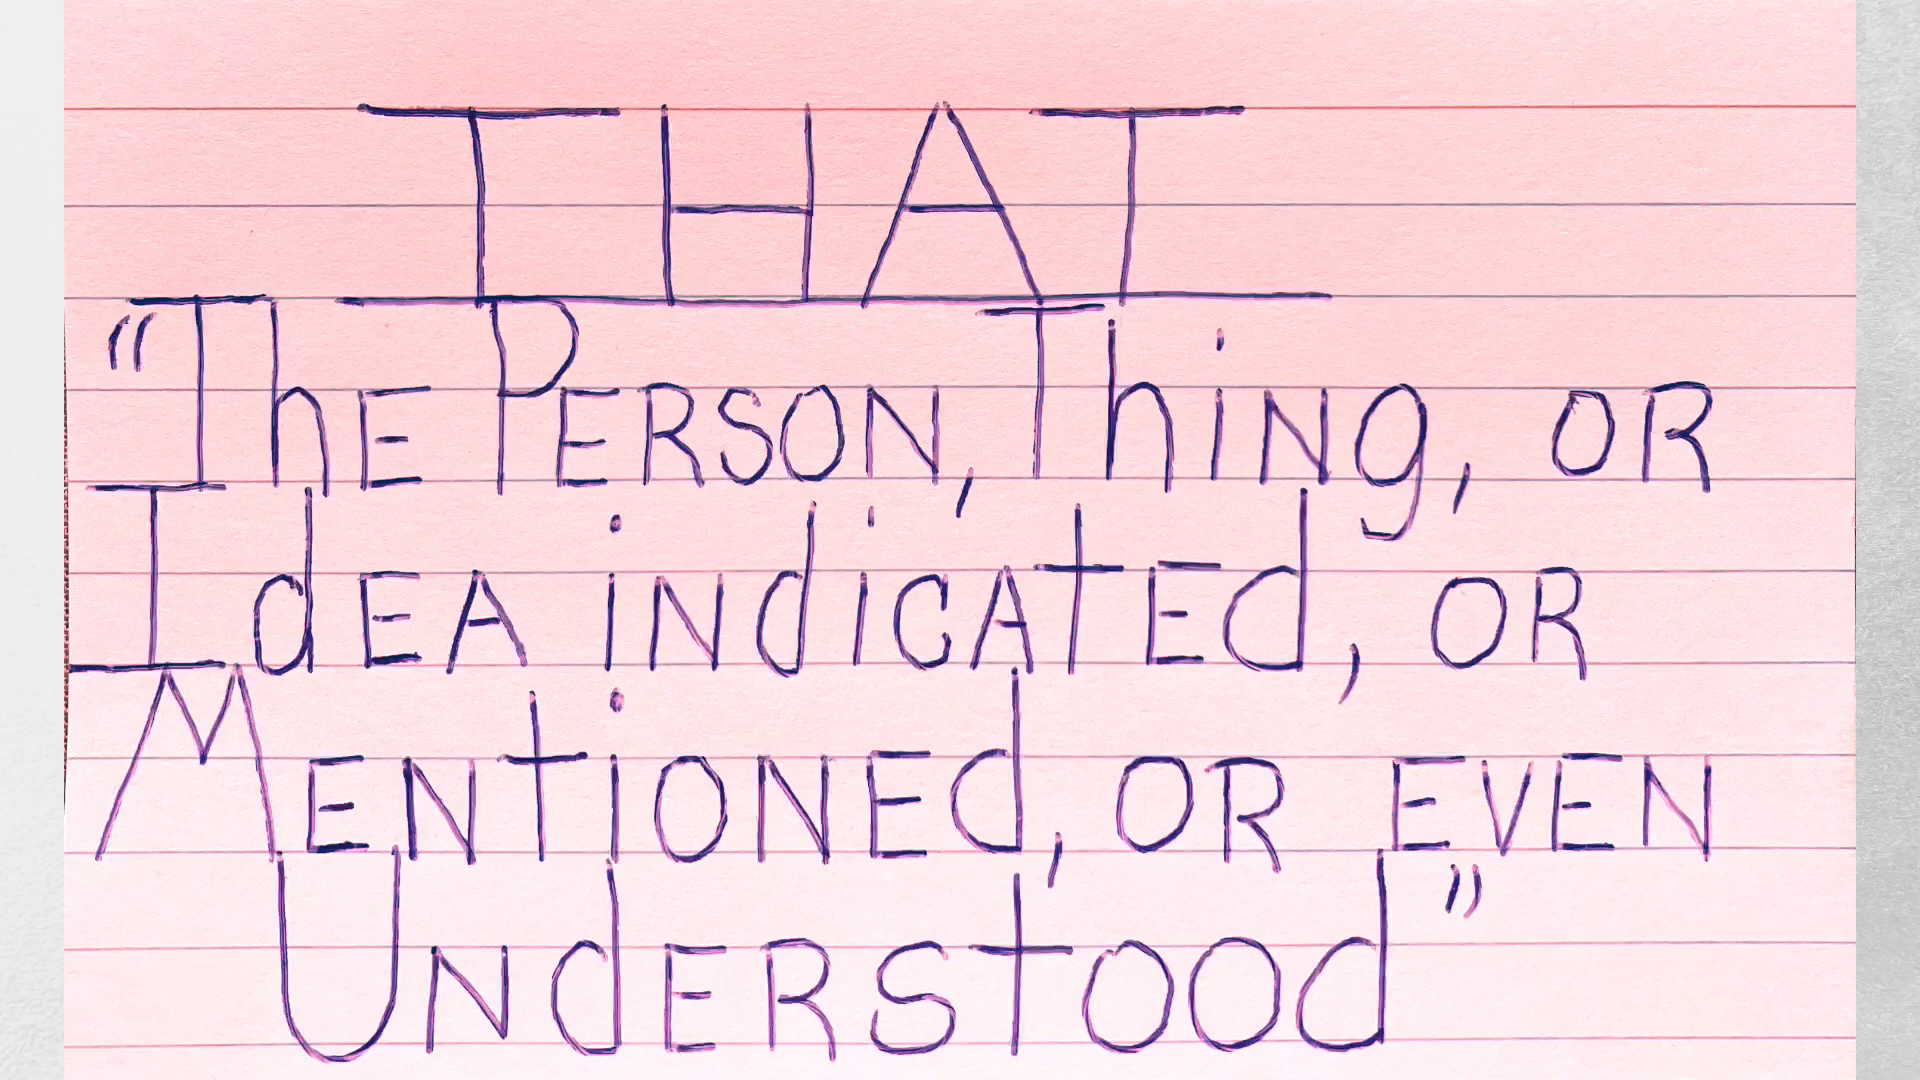 THAT
"The Person, Thing, or
Idea indicated, or
Mentioned, or even
Understood"